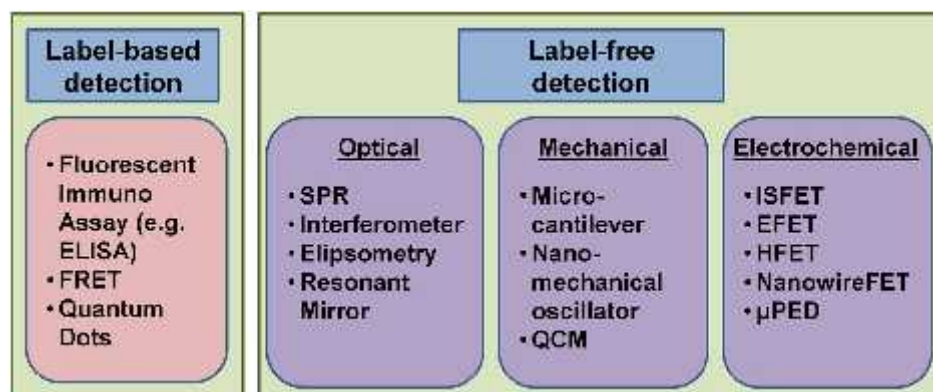 Label-based
detection
• Fluorescent
Immuno
Assay (e.g.
ELISA)
• FRET
• Quantum
Dots
Label-free
detection
Optical
• SPR
• Interferometer
• Elipsometry
• Resonant
Mirror
Mechanical
• Micro-
cantilever
• Nano-
mechanical
oscillator
• QCM
Electrochemical
• ISFET
• EFET
• HFET
• NanowireFET
• µPED